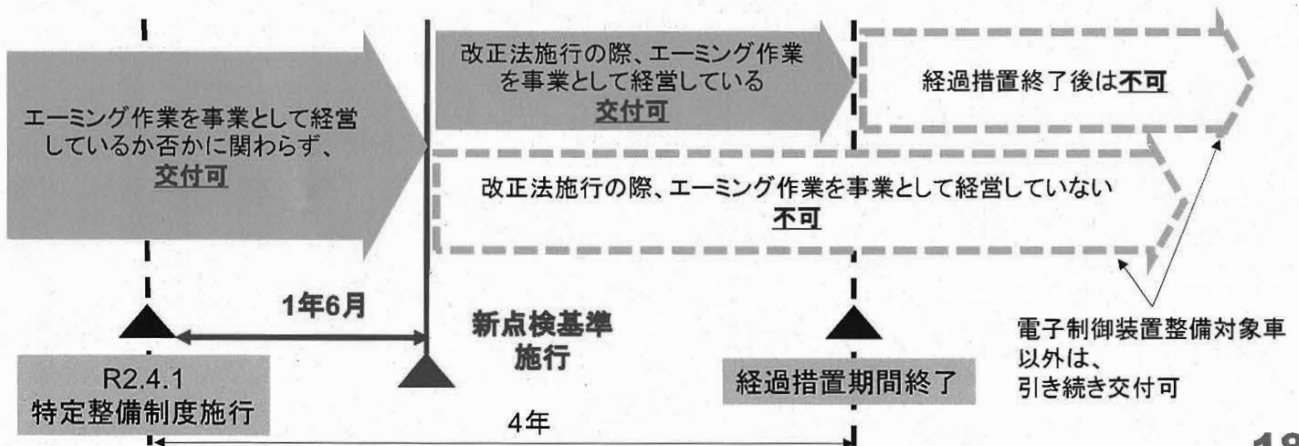 エーミング作業を事業として経営
しているか否かに関わらず、
交付可
改正法施行の際、エーミング作業
を事業として経営している
交付可
経過措置終了後は不可
改正法施行の際、エーミング作業を事業として経営していない
不可
1年6月
新点検基準
施行
R2.4.1
特定整備制度施行
経過措置期間終了
電子制御装置整備対象車
以外は、
引き続き交付可
4年
18